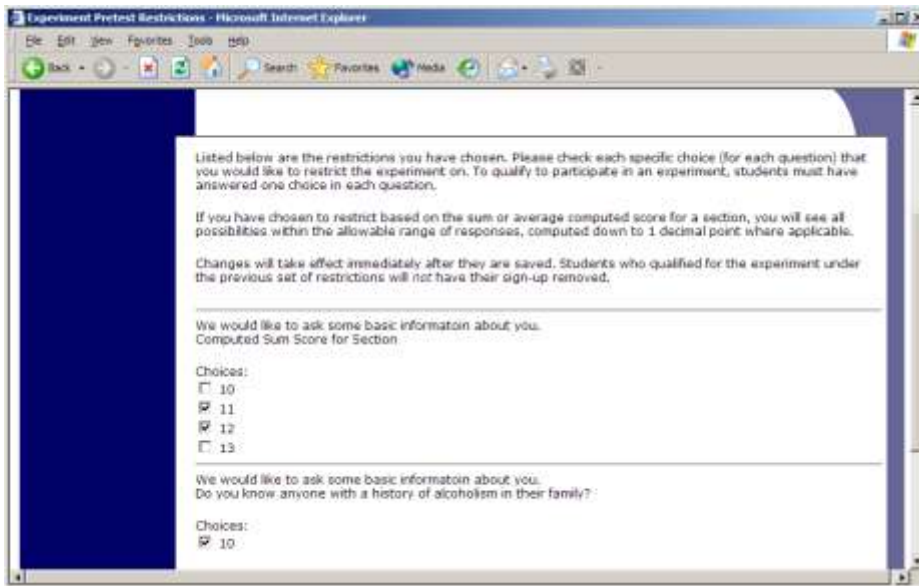 Experiment Pretest Restrictions - Microsoft Internet Explorer
File Edit View Favorites Tools Help
Back Search Favorites Media
Listed below are the restrictions you have chosen. Please check each specific choice (for each question) that
you would like to restrict the experiment on. To qualify to participate in an experiment, students must have
answered one choice in each question.
If you have chosen to restrict based on the sum or average computed score for a section, you will see all
possibilities within the allowable range of responses, computed down to 1 decimal point where applicable.
Changes will take effect immediately after they are saved. Students who qualified for the experiment under
the previous set of restrictions will not have their sign-up removed.
We would like to ask some basic informatoin about you.
Computed Sum Score for Section
Choices:
10
11
12
13
We would like to ask some basic informatoin about you.
Do you know anyone with a history of alcoholism in their family?
Choices:
10